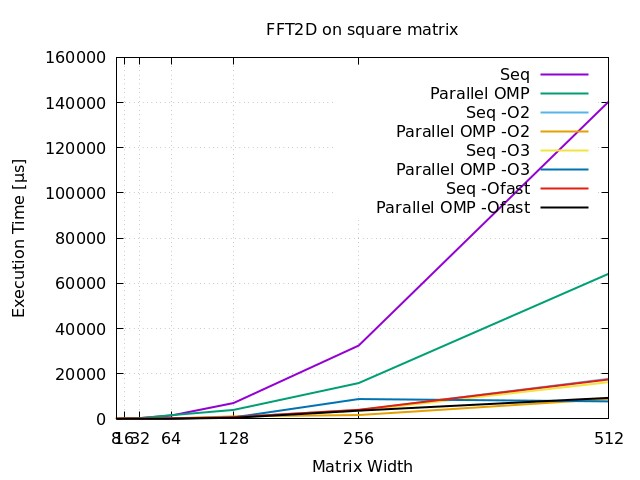 FFT2D on square matrix
160000
140000
120000
100000
80000
60000
40000
20000
0
Execution Time [µs]
Seq
Parallel OMP
Seq -O2
Parallel OMP -O2
Seq -O3
Parallel OMP -O3
Seq -Ofast
Parallel OMP -Ofast
8 16 32 64 128 256 512
Matrix Width